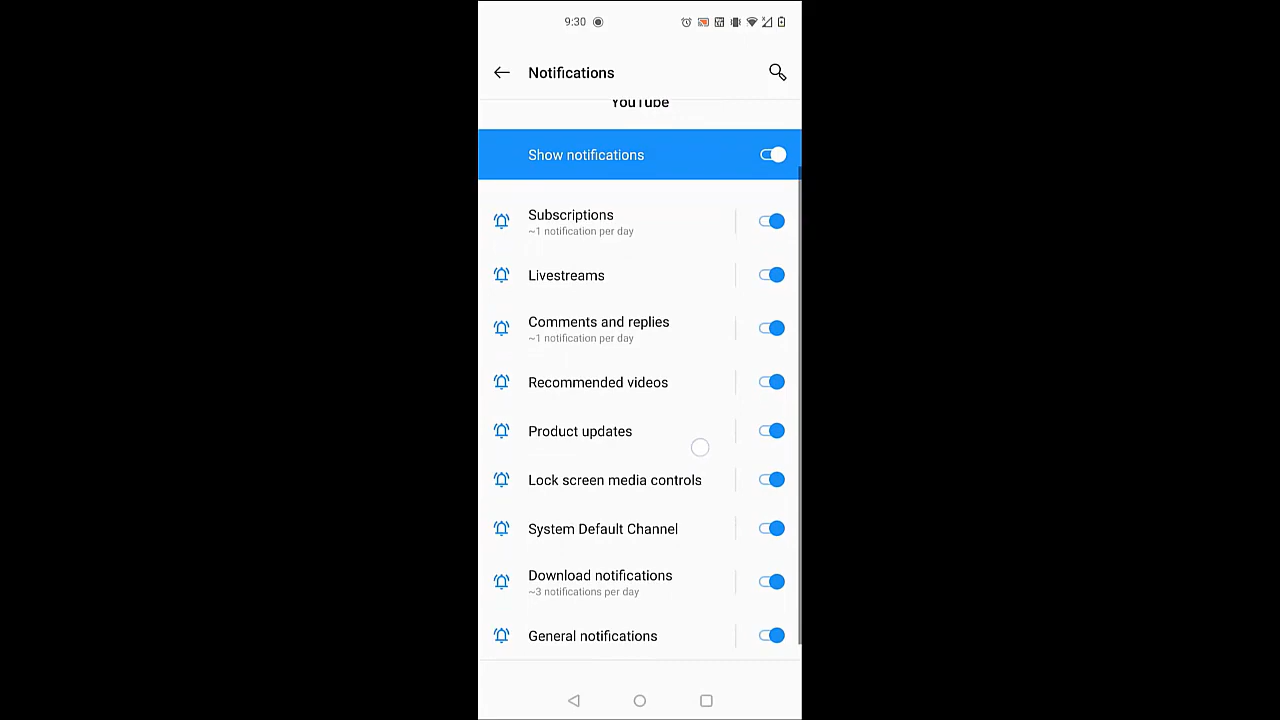 9:30
Notifications
YouTube
Show notifications
Subscriptions
~1 notification per day
Livestreams
Comments and replies
~1 notification per day
Recommended videos
Product updates
Lock screen media controls
System Default Channel
Download notifications
~3 notifications per day
General notifications